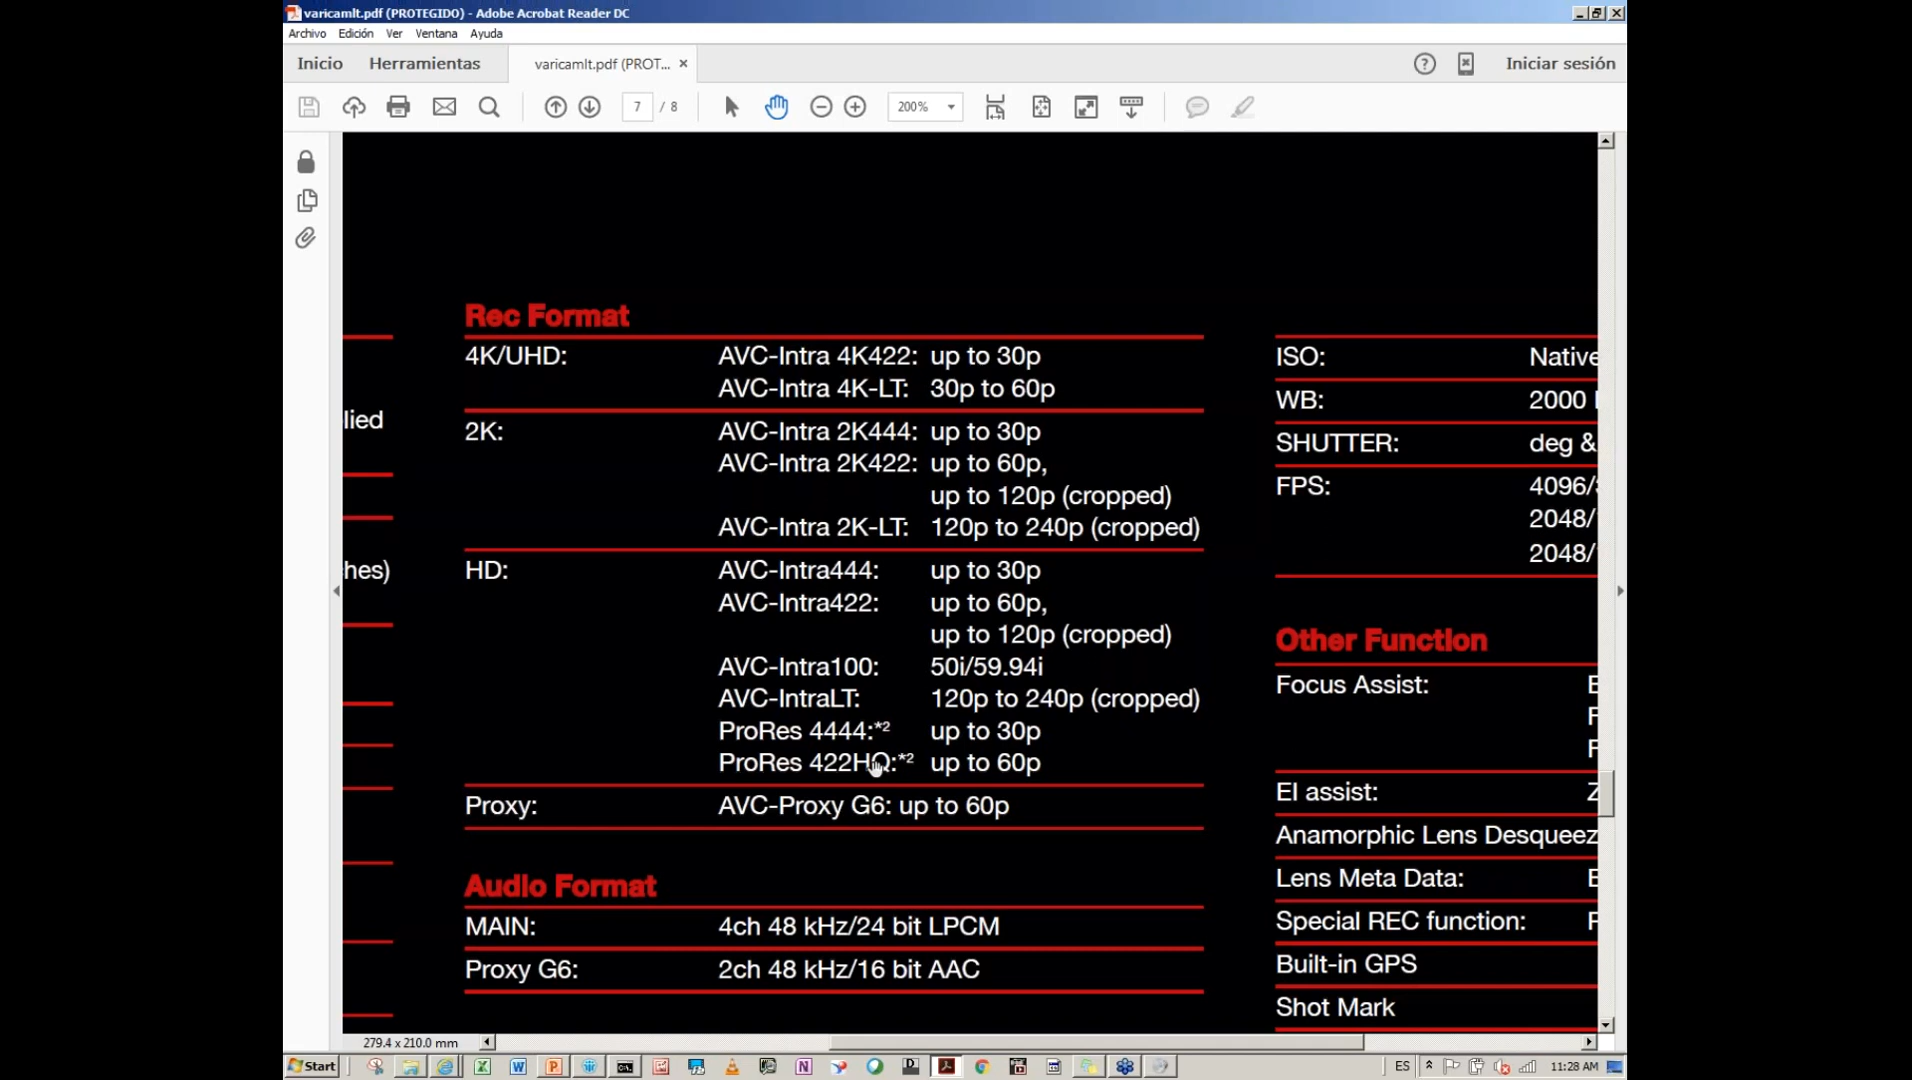 varicamlt.pdf (PROTEGIDO) - Adobe Acrobat Reader DC
Archivo Edición Ver Ventana Ayuda
Inicio Herramientas varicamlt.pdf (PROT... × Iniciar sesión
7 / 8 200%
Rec Format
4K/UHD: AVC-Intra 4K422: up to 30p
AVC-Intra 4K-LT: 30p to 60p
2K: AVC-Intra 2K444: up to 30p
AVC-Intra 2K422: up to 60p,
up to 120p (cropped)
AVC-Intra 2K-LT: 120p to 240p (cropped)
HD: AVC-Intra444: up to 30p
AVC-Intra422: up to 60p,
up to 120p (cropped)
AVC-Intra100: 50i/59.94i
AVC-IntraLT: 120p to 240p (cropped)
ProRes 4444:*2 up to 30p
ProRes 422HQ:*2 up to 60p
Proxy: AVC-Proxy G6: up to 60p
Audio Format
MAIN: 4ch 48 kHz/24 bit LPCM
Proxy G6: 2ch 48 kHz/16 bit AAC
lied
hes)
ISO: Native
WB: 2000
SHUTTER: deg &
FPS: 4096/
2048/
2048/
Other Function
Focus Assist:
EI assist:
Anamorphic Lens Desqueez
Lens Meta Data:
Special REC function:
Built-in GPS
Shot Mark
279.4 x 210.0 mm
Start ES 11:28 AM